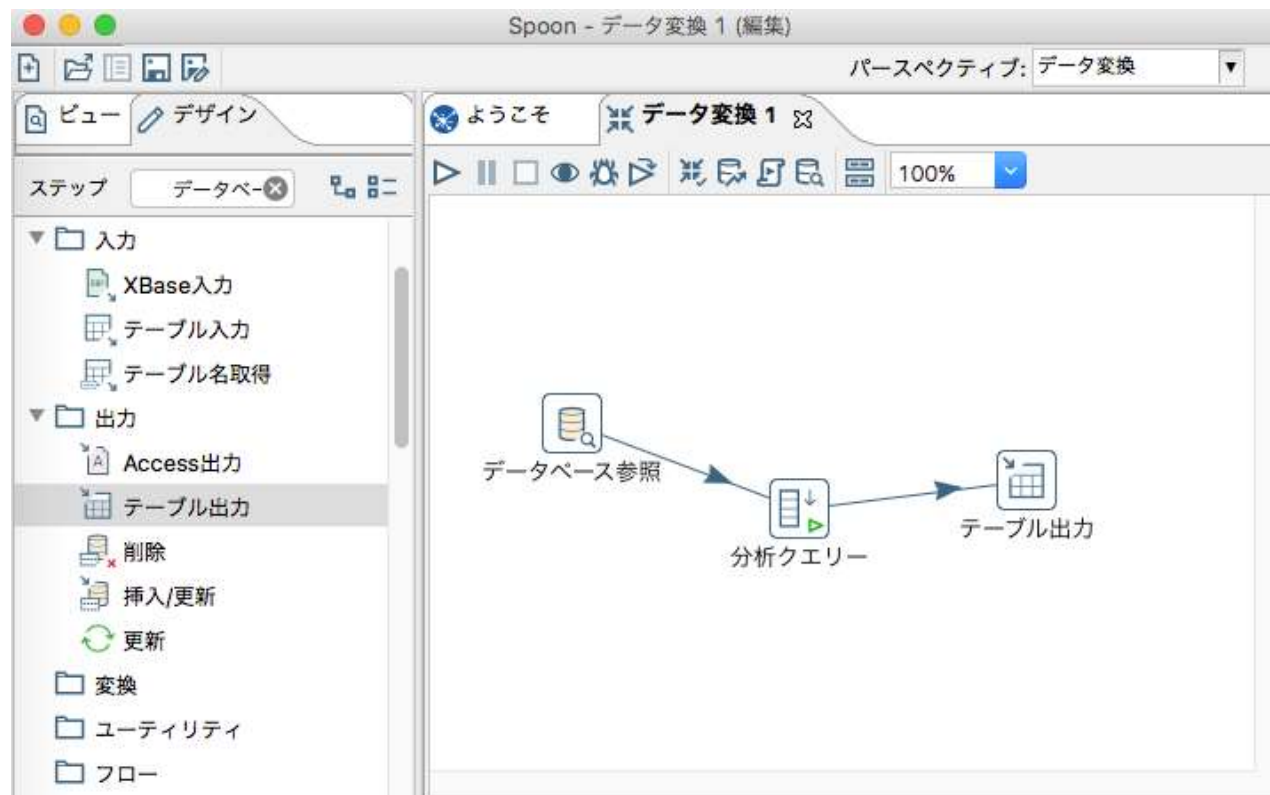 Spoon - データ変換 1 (編集)
パースペクティブ: データ変換
ビュー デザイン
ようこそ データ変換 1
ステップ データベー
100%
入力
XBase入力
テーブル入力
テーブル名取得
出力
Access出力
テーブル出力
削除
挿入/更新
更新
変換
ユーティリティ
フロー
データベース参照
分析クエリー
テーブル出力